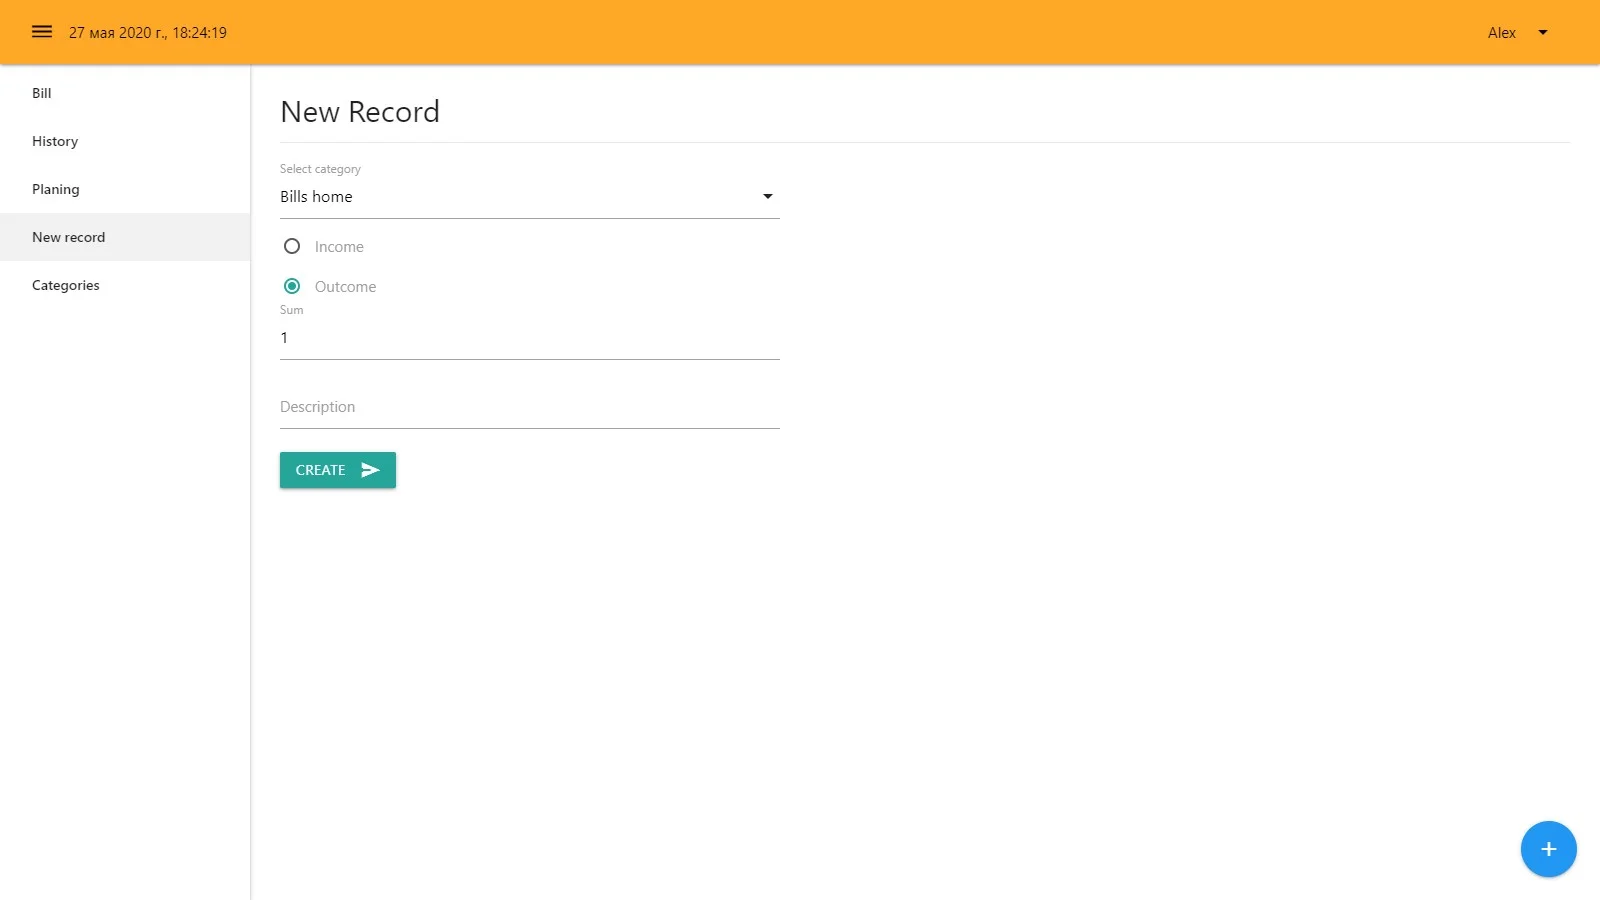 27 мая 2020 г., 18:24:19
Alex
Bill
History
Planing
New record
Categories
New Record
Select category
Bills home
Income
Outcome
Sum
1
Description
CREATE